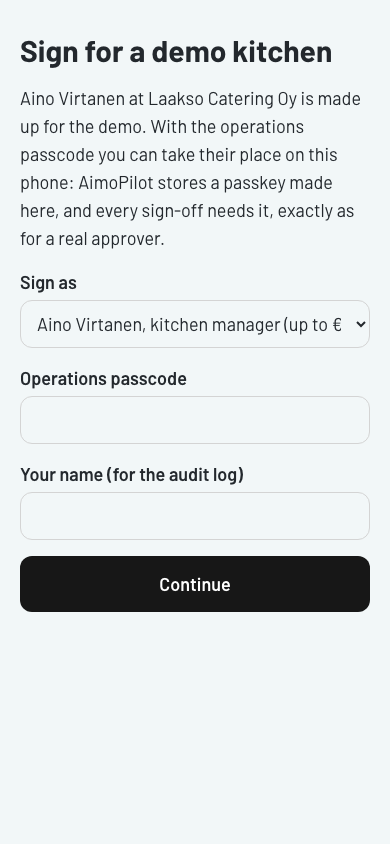 Sign for a demo kitchen
Aino Virtanen at Laakso Catering Oy is made
up for the demo. With the operations
passcode you can take their place on this
phone: AimoPilot stores a passkey made
here, and every sign-off needs it, exactly as
for a real approver.
Sign as
Aino Virtanen, kitchen manager (up to €
Operations passcode
Your name (for the audit log)
Continue